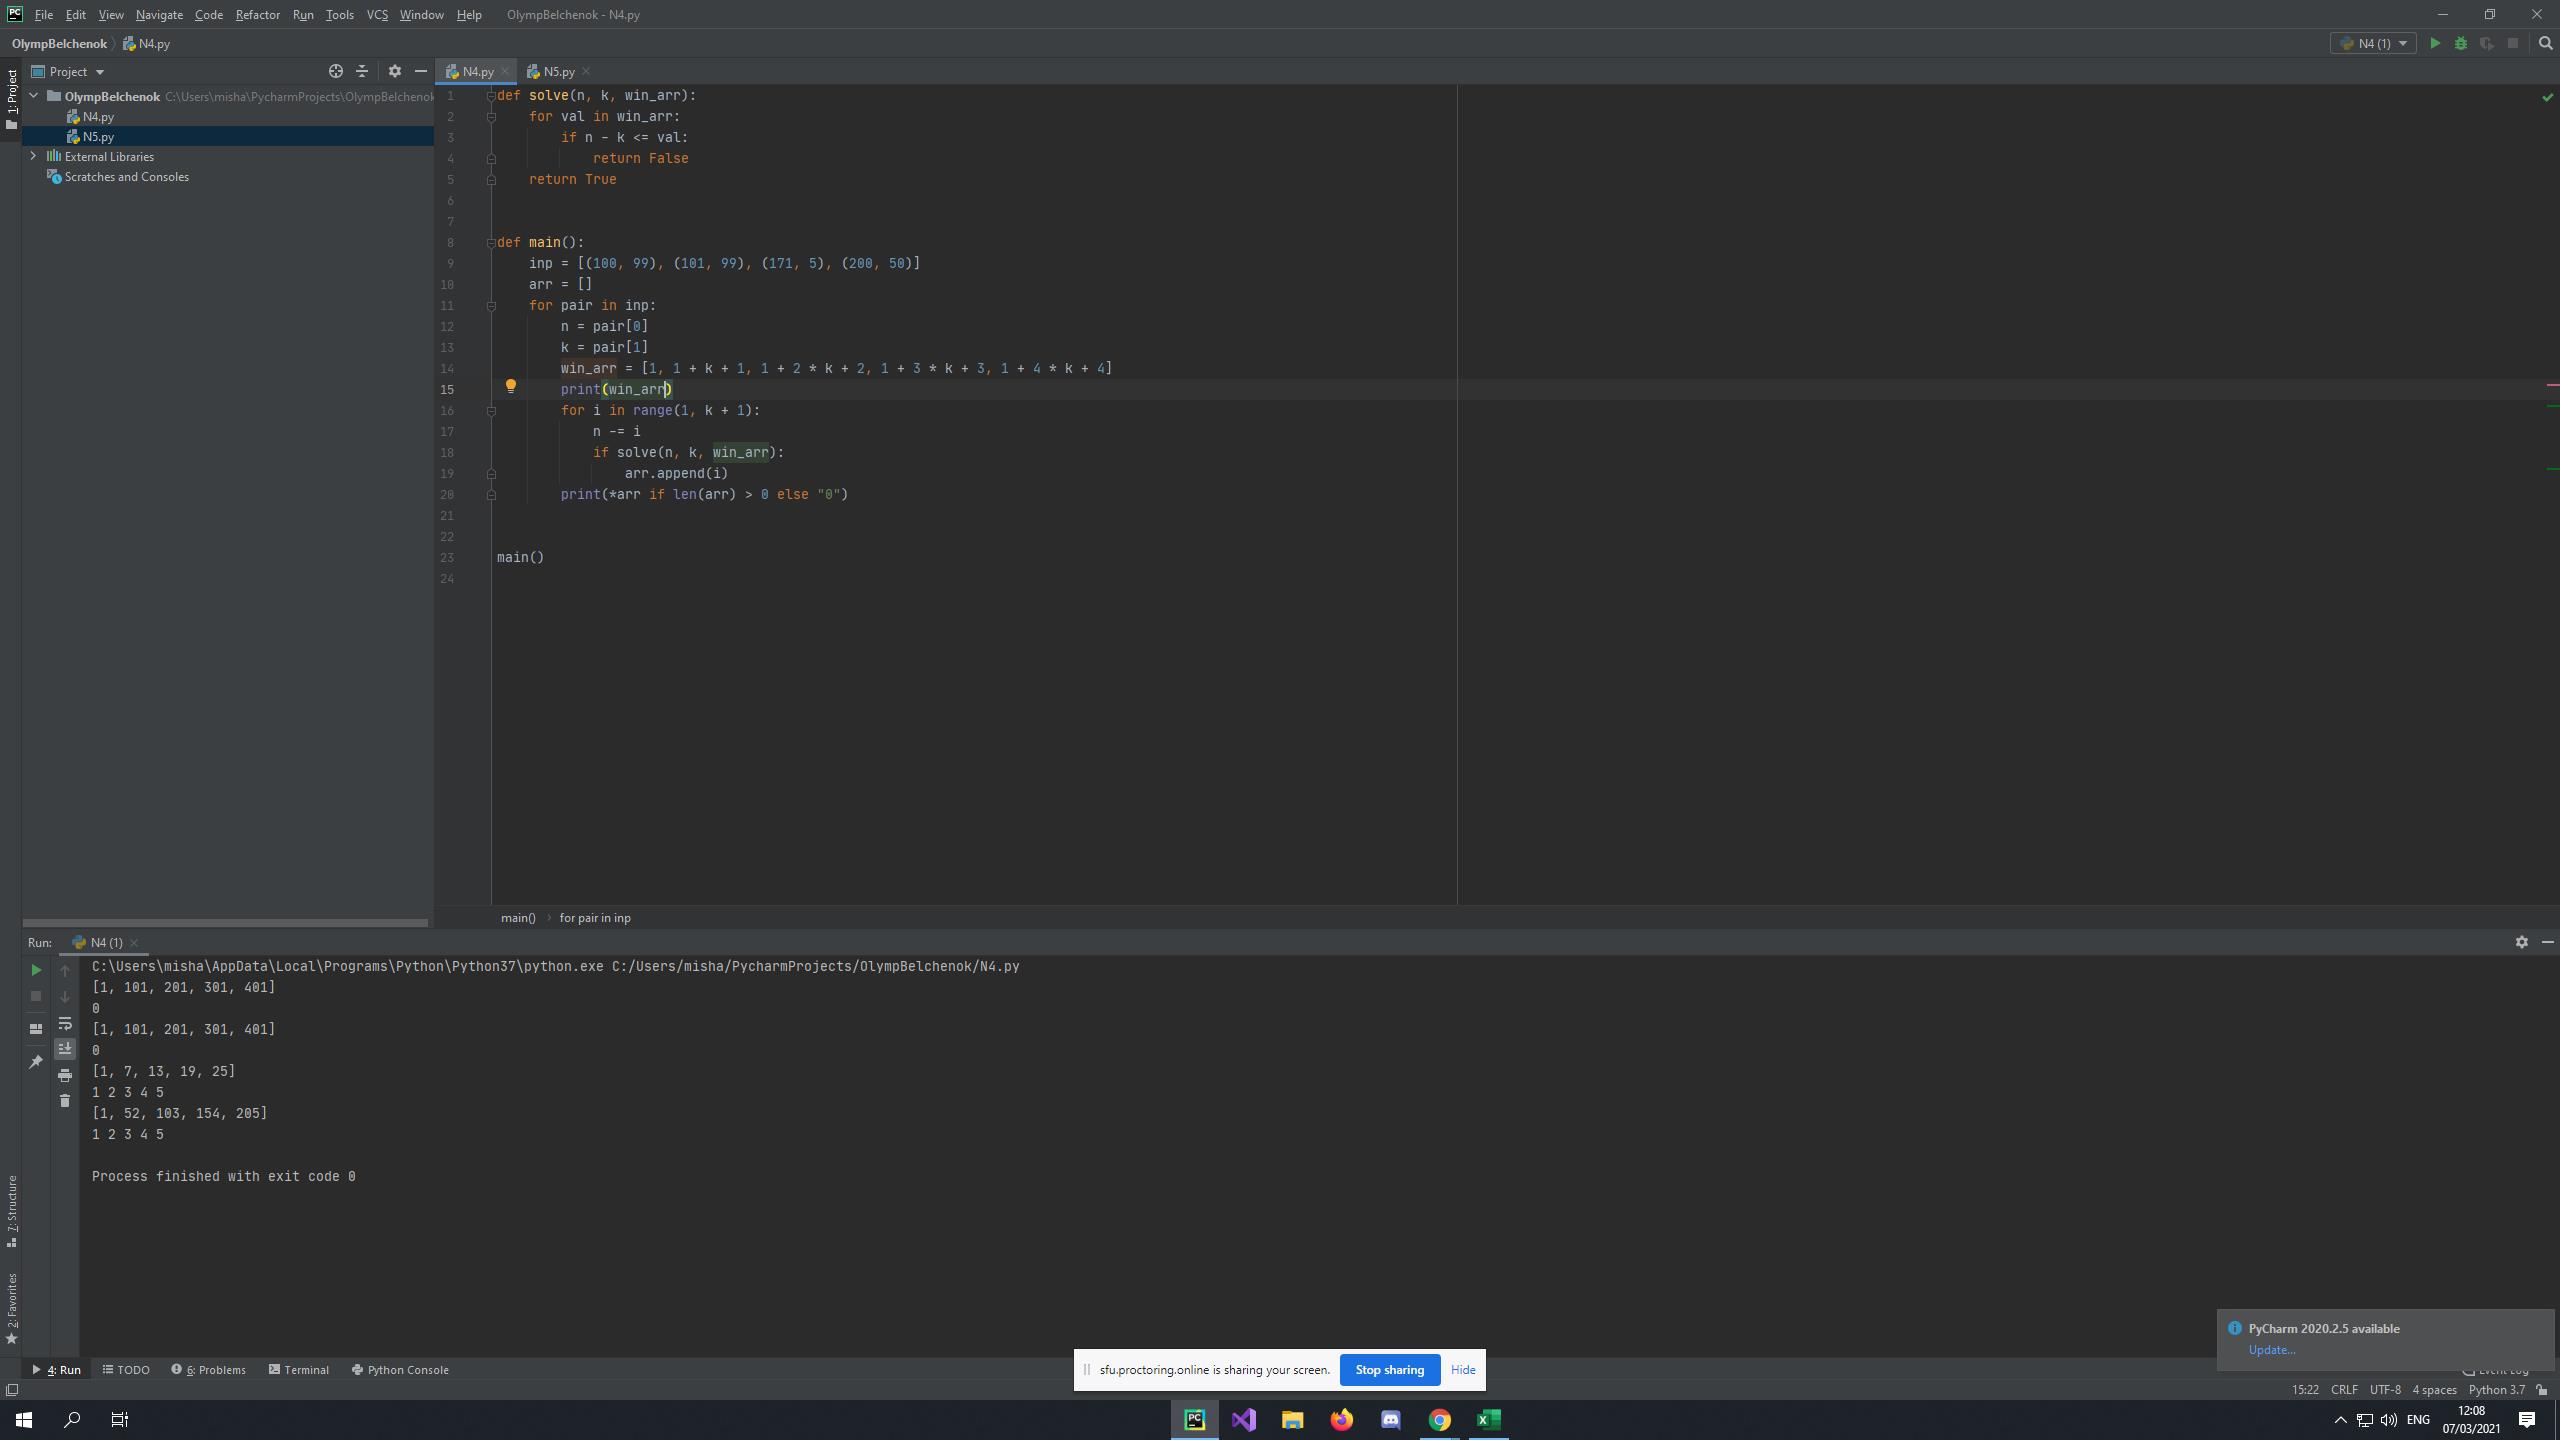 File Edit View Navigate Code Refactor Run Tools VCS Window Help OlympBelchenok - N4.py
OlympBelchenok N4.py N4 (1)
Project N4.py N5.py
1: Project
OlympBelchenok C:\Users\misha\PycharmProjects\OlympBelchenok
N4.py
N5.py
External Libraries
Scratches and Consoles
1 def solve(n, k, win_arr):
2 for val in win_arr:
3 if n - k <= val:
4 return False
5 return True
6
7
8 def main():
9 inp = [(100, 99), (101, 99), (171, 5), (200, 50)]
10 arr = []
11 for pair in inp:
12 n = pair[0]
13 k = pair[1]
14 win_arr = [1, 1 + k + 1, 1 + 2 * k + 2, 1 + 3 * k + 3, 1 + 4 * k + 4]
15 print(win_arr)
16 for i in range(1, k + 1):
17 n -= i
18 if solve(n, k, win_arr):
19 arr.append(i)
20 print(*arr if len(arr) > 0 else "0")
21
22
23 main()
24
main() for pair in inp
Run: N4 (1)
C:\Users\misha\AppData\Local\Programs\Python\Python37\python.exe C:/Users/misha/PycharmProjects/OlympBelchenok/N4.py
[1, 101, 201, 301, 401]
0
[1, 101, 201, 301, 401]
0
[1, 7, 13, 19, 25]
1 2 3 4 5
[1, 52, 103, 154, 205]
1 2 3 4 5
Process finished with exit code 0
7: Structure
2: Favorites
PyCharm 2020.2.5 available
Update...
4: Run TODO 6: Problems Terminal Python Console Event Log
sfu.proctoring.online is sharing your screen. Stop sharing Hide
15:22 CRLF UTF-8 4 spaces Python 3.7
ENG 12:08
07/03/2021